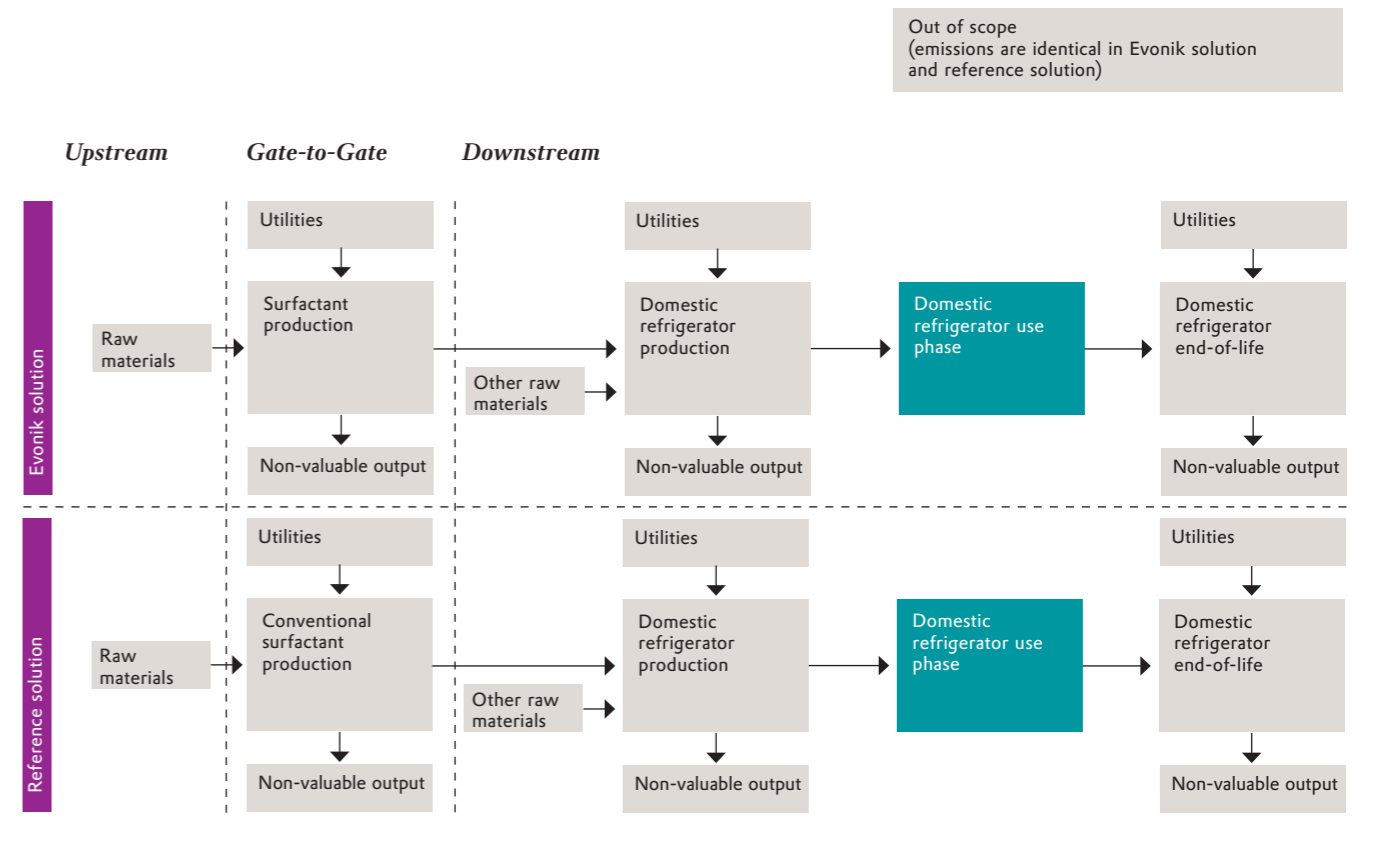 Out of scope
(emissions are identical in Evonik solution
and reference solution)
Upstream
Gate-to-Gate
Downstream
Evonik solution
Utilities
Utilities
Utilities
Raw
materials
Surfactant
production
Other raw
materials
Domestic
refrigerator
production
Domestic
refrigerator use
phase
Domestic
refrigerator
end-of-life
Non-valuable output
Non-valuable output
Non-valuable output
Reference solution
Utilities
Utilities
Utilities
Raw
materials
Conventional
surfactant
production
Other raw
materials
Domestic
refrigerator
production
Domestic
refrigerator use
phase
Domestic
refrigerator
end-of-life
Non-valuable output
Non-valuable output
Non-valuable output